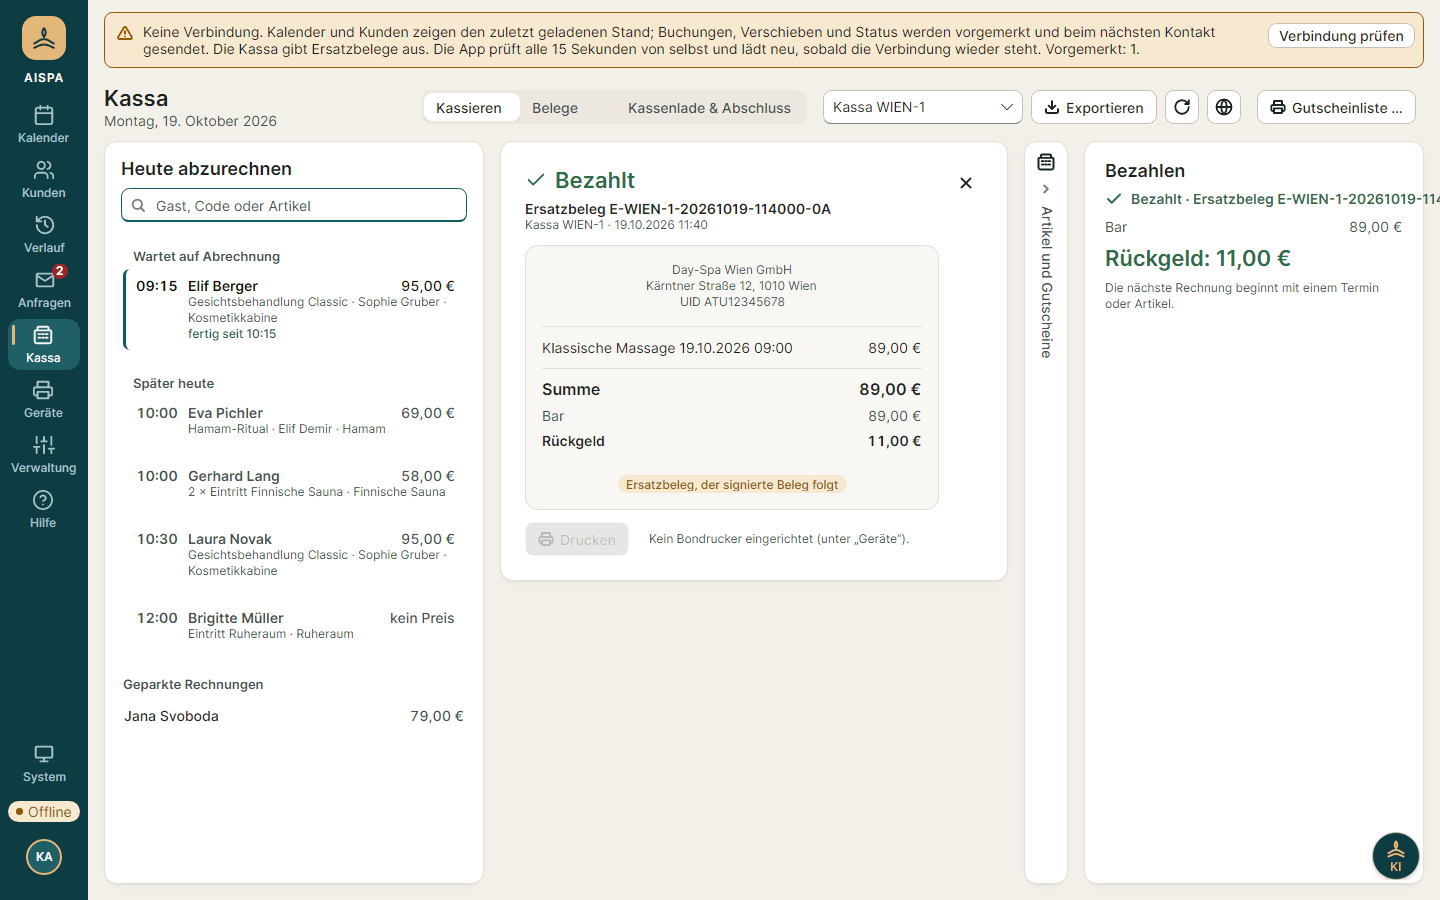 AISPA
Kalender
Kunden
Verlauf
2
Anfragen
Kassa
Geräte
Verwaltung
Hilfe
System
Offline
KA
Keine Verbindung. Kalender und Kunden zeigen den zuletzt geladenen Stand; Buchungen, Verschieben und Status werden vorgemerkt und beim nächsten Kontakt
gesendet. Die Kassa gibt Ersatzbelege aus. Die App prüft alle 15 Sekunden von selbst und lädt neu, sobald die Verbindung wieder steht. Vorgemerkt: 1.
Verbindung prüfen
Kassa
Montag, 19. Oktober 2026
Kassieren
Belege
Kassenlade & Abschluss
Kassa WIEN-1
Exportieren
Gutscheinliste ...
Heute abzurechnen
Gast, Code oder Artikel
Wartet auf Abrechnung
09:15 Elif Berger 95,00 €
Gesichtsbehandlung Classic · Sophie Gruber ·
Kosmetikkabine
fertig seit 10:15
Später heute
10:00 Eva Pichler 69,00 €
Hamam-Ritual · Elif Demir · Hamam
10:00 Gerhard Lang 58,00 €
2 × Eintritt Finnische Sauna · Finnische Sauna
10:30 Laura Novak 95,00 €
Gesichtsbehandlung Classic · Sophie Gruber ·
Kosmetikkabine
12:00 Brigitte Müller kein Preis
Eintritt Ruheraum · Ruheraum
Geparkte Rechnungen
Jana Svoboda 79,00 €
Bezahlt
Ersatzbeleg E-WIEN-1-20261019-114000-0A
Kassa WIEN-1 · 19.10.2026 11:40
Day-Spa Wien GmbH
Kärntner Straße 12, 1010 Wien
UID ATU12345678
Klassische Massage 19.10.2026 09:00 89,00 €
Summe 89,00 €
Bar 89,00 €
Rückgeld 11,00 €
Ersatzbeleg, der signierte Beleg folgt
Drucken
Kein Bondrucker eingerichtet (unter „Geräte“).
Artikel und Gutscheine
Bezahlen
Bezahlt · Ersatzbeleg E-WIEN-1-20261019-114
Bar 89,00 €
Rückgeld: 11,00 €
Die nächste Rechnung beginnt mit einem Termin
oder Artikel.
KI